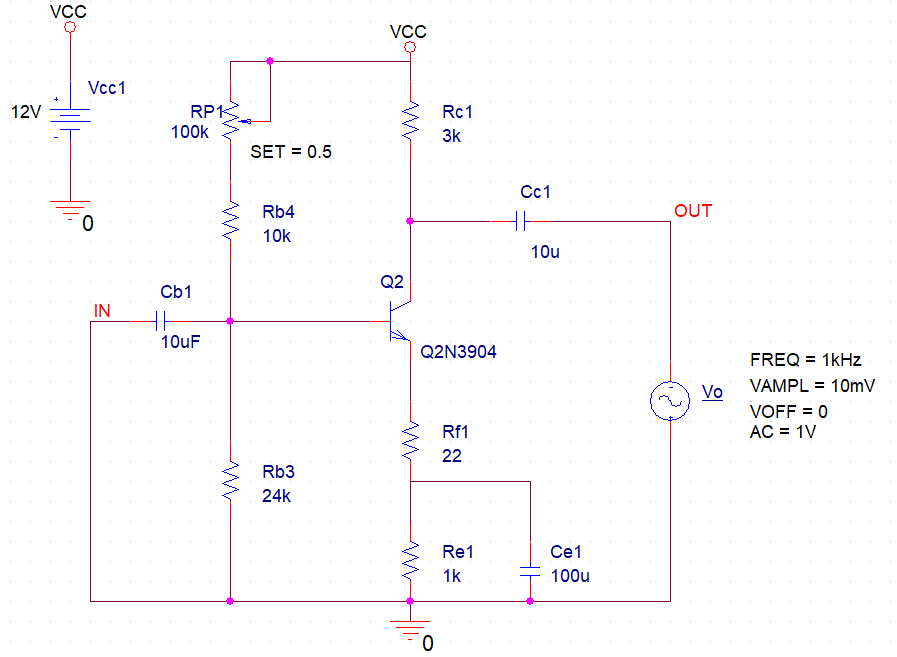 VCC
VCC
Vcc1
12V
+
-
0
RP1
100k
SET = 0.5
Rc1
3k
Cc1
10u
OUT
Rb4
10k
Q2
Q2N3904
Cb1
IN
10uF
FREQ = 1kHz
VAMPL = 10mV
VOFF = 0
AC = 1V
Vo
-
+
Rf1
22
Rb3
24k
Re1
1k
Ce1
100u
0